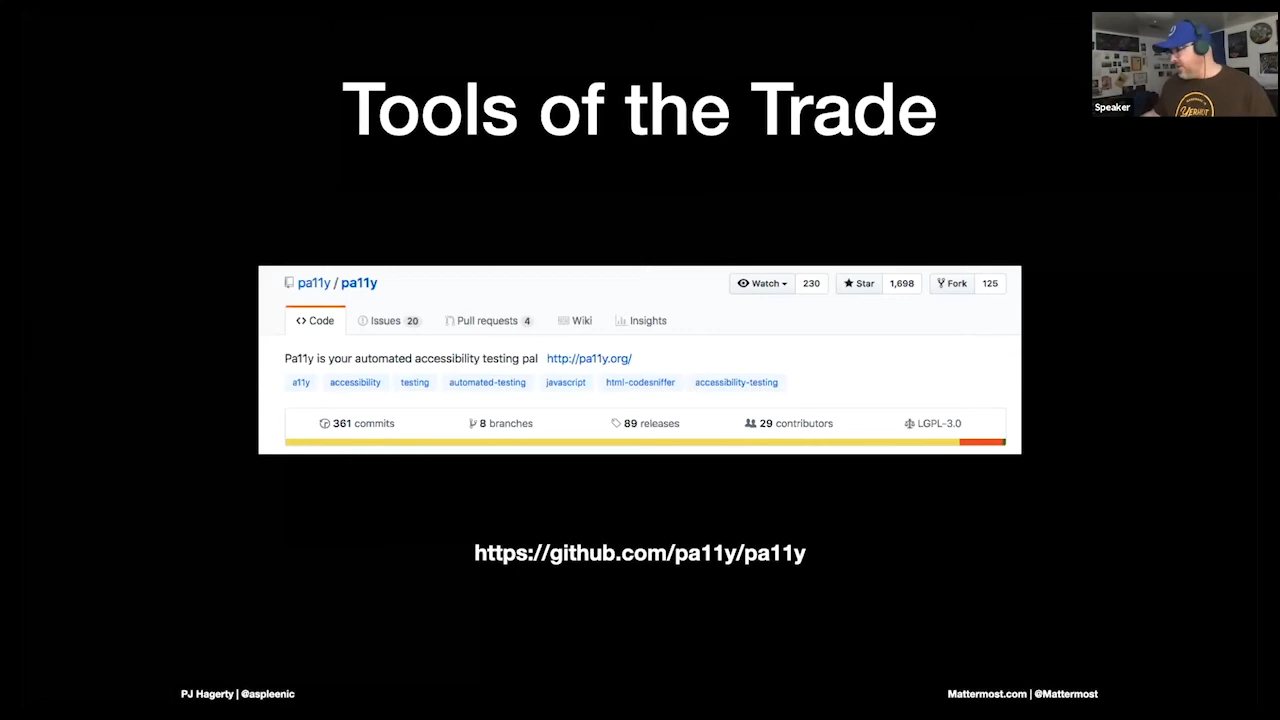 Tools of the Trade
Speaker
pa11y / pa11y
Watch 230
Star 1,698
Fork 125
Code
Issues 20
Pull requests 4
Wiki
Insights
Pa11y is your automated accessibility testing pal http://pa11y.org/
a11y accessibility testing automated-testing javascript html-codesniffer accessibility-testing
361 commits
8 branches
89 releases
29 contributors
LGPL-3.0
https://github.com/pa11y/pa11y
PJ Hagerty | @aspleenic
Mattermost.com | @Mattermost